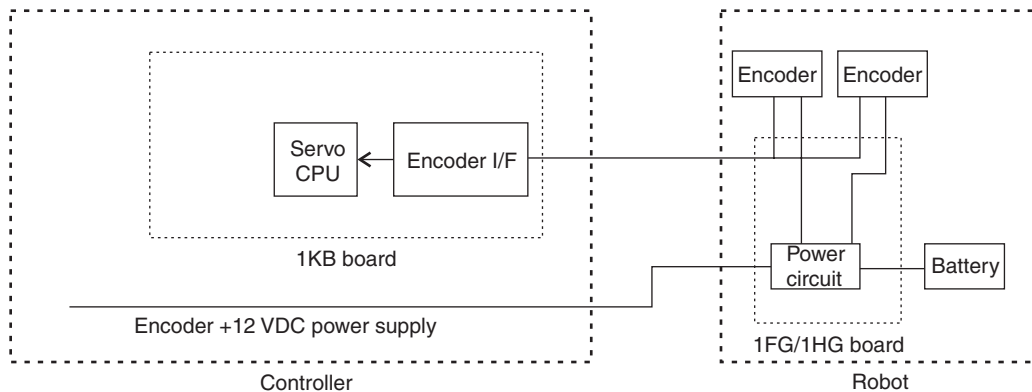 Encoder
Encoder
Servo
CPU
Encoder I/F
1KB board
Power
circuit
Battery
Encoder +12 VDC power supply
1FG/1HG board
Controller
Robot